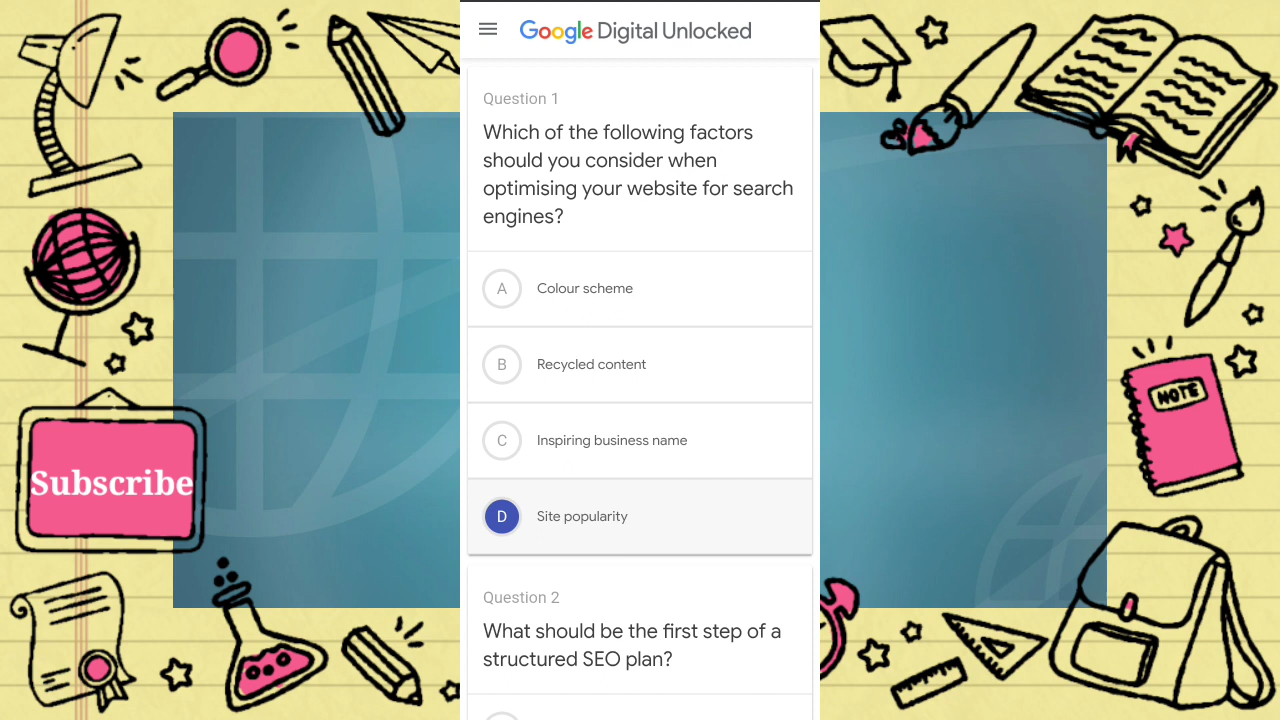 Google Digital Unlocked
Question 1
Which of the following factors
should you consider when
optimising your website for search
engines?
A Colour scheme
B Recycled content
C Inspiring business name
D Site popularity
Question 2
What should be the first step of a
structured SEO plan?
Subscribe
NOTE